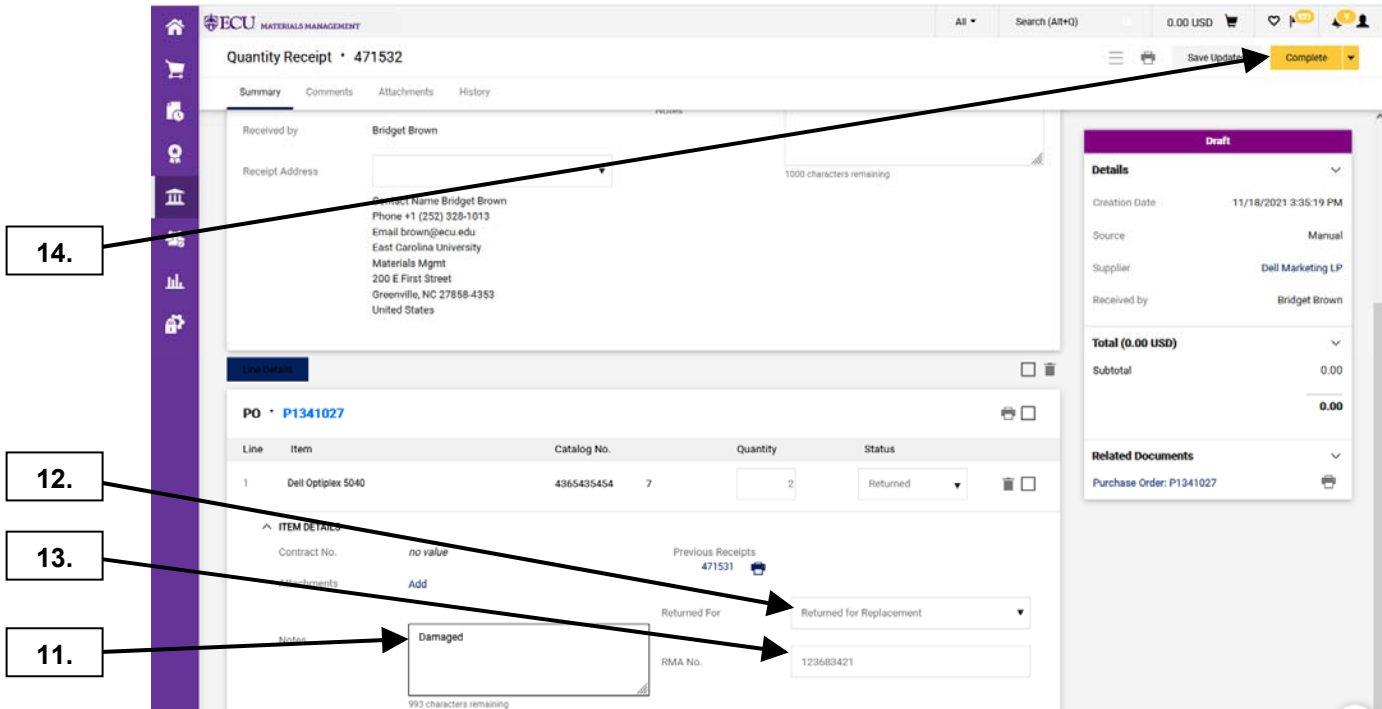 ECU MATERIALS MANAGEMENT
All
Search (Alt+Q)
0.00 USD
Quantity Receipt · 471532
Save Updates
Complete
Summary Comments Attachments History
Notes
Received by Bridget Brown
Receipt Address
1000 characters remaining
Contact Name Bridget Brown
Phone +1 (252) 328-1013
Email brown@ecu.edu
East Carolina University
Materials Mgmt
200 E First Street
Greenville, NC 27858-4353
United States
Draft
Details
Creation Date 11/18/2021 3:35:19 PM
Source Manual
Supplier Dell Marketing LP
Received by Bridget Brown
Total (0.00 USD)
Subtotal 0.00
0.00
Related Documents
Purchase Order: P1341027
14.
Line Details
PO · P1341027
Line Item Catalog No. Quantity Status
1 Dell Optiplex 5040 4365435454 7 2 Returned
12.
ITEM DETAILS
Contract No. no value
Previous Receipts
471531
13.
Attachments Add
Returned For Returned for Replacement
11.
Notes Damaged
RMA No. 123683421
993 characters remaining